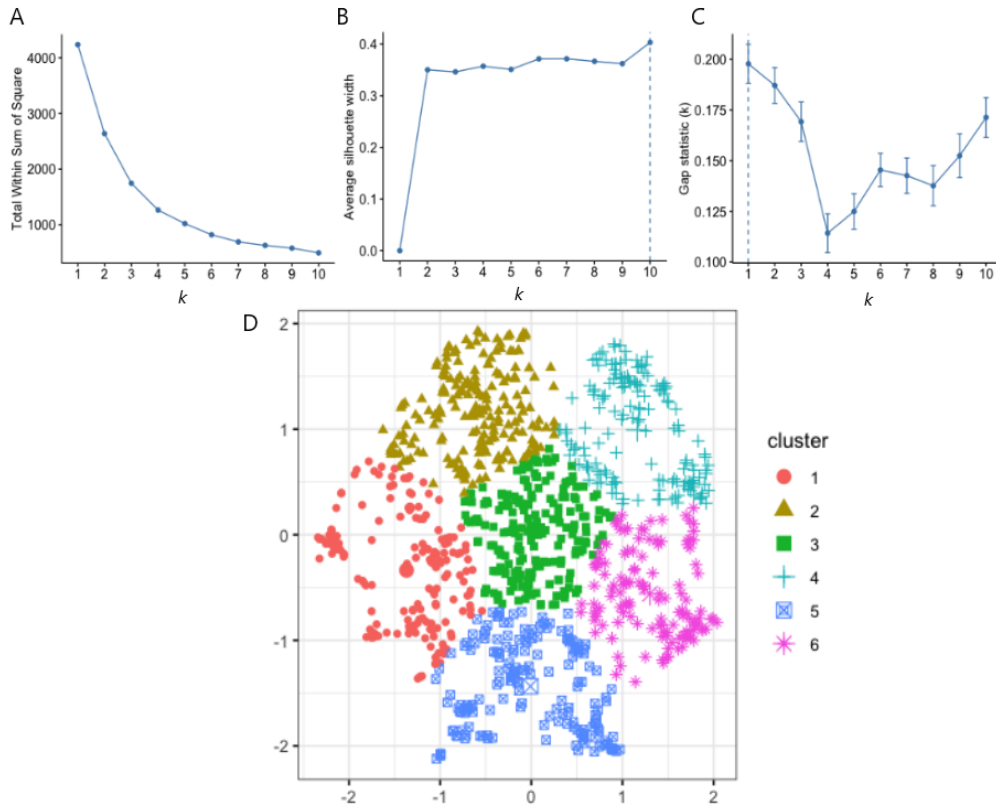 A
Total Within Sum of Square
4000
3000
2000
1000
1 2 3 4 5 6 7 8 9 10
k
B
Average silhouette width
0.4
0.3
0.2
0.1
0.0
1 2 3 4 5 6 7 8 9 10
k
C
Gap statistic (k)
0.200
0.175
0.150
0.125
0.100
1 2 3 4 5 6 7 8 9 10
k
D
2
1
0
-1
-2
-2 -1 0 1 2
cluster
1
2
3
4
5
6